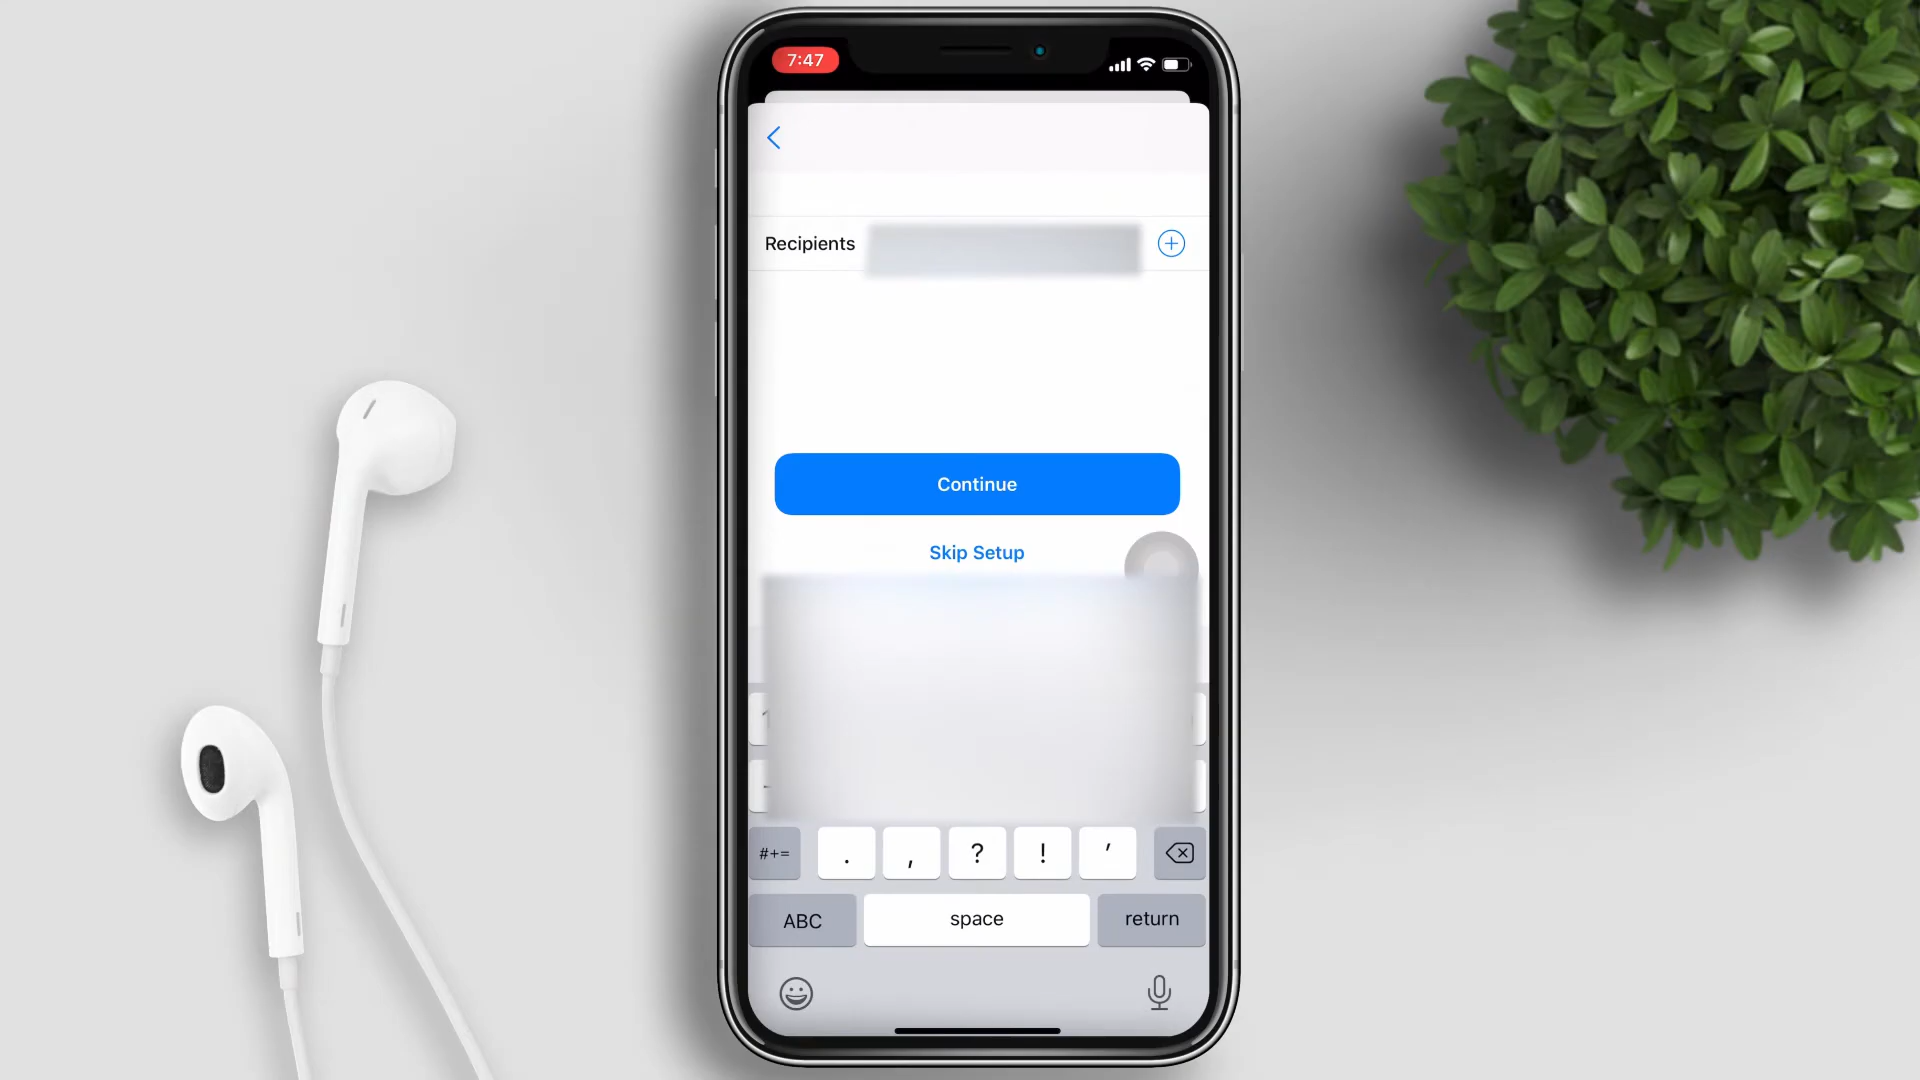 7:47
Recipients
Continue
Skip Setup
#+= . , ? ! ′
ABC space return